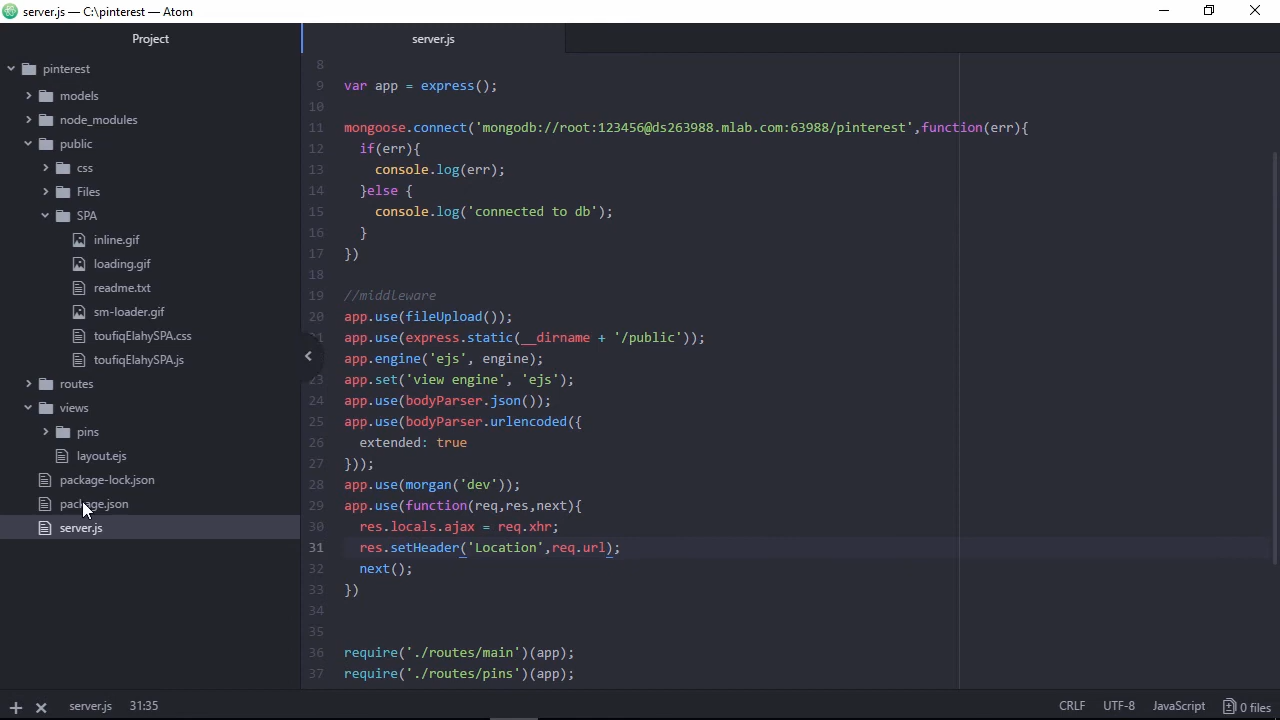 server.js — C:\pinterest — Atom
Project
server.js
pinterest
models
node_modules
public
css
Files
SPA
inline.gif
loading.gif
readme.txt
sm-loader.gif
toufiqElahySPA.css
toufiqElahySPA.js
routes
views
pins
layout.ejs
package-lock.json
package.json
server.js
8
9 var app = express();
10
11 mongoose.connect('mongodb://root:123456@ds263988.mlab.com:63988/pinterest',function(err){
12 if(err){
13 console.log(err);
14 }else {
15 console.log('connected to db');
16 }
17 })
18
19 //middleware
20 app.use(fileUpload());
21 app.use(express.static(__dirname + '/public'));
app.engine('ejs', engine);
23 app.set('view engine', 'ejs');
24 app.use(bodyParser.json());
25 app.use(bodyParser.urlencoded({
26 extended: true
27 }));
28 app.use(morgan('dev'));
29 app.use(function(req,res,next){
30 res.locals.ajax = req.xhr;
31 res.setHeader('Location',req.url);
32 next();
33 })
34
35
36 require('./routes/main')(app);
37 require('./routes/pins')(app);
server.js 31:35
CRLF UTF-8 JavaScript 0 files